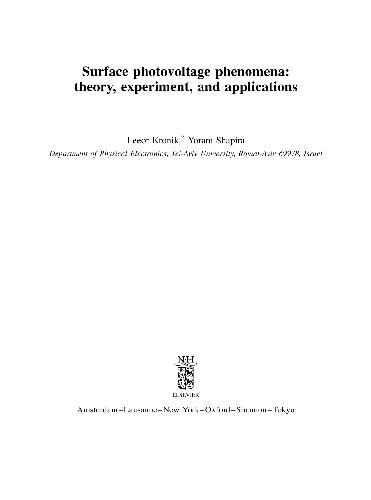 Surface photovoltage phenomena:
theory, experiment, and applications
Leeor Kronik,* Yoram Shapira
Department of Physical Electronics, Tel-Aviv University, Ramat-Aviv 69978, Israel
NH
ELSEVIER
Amsterdam–Lausanne–New York–Oxford–Shannon–Tokyo